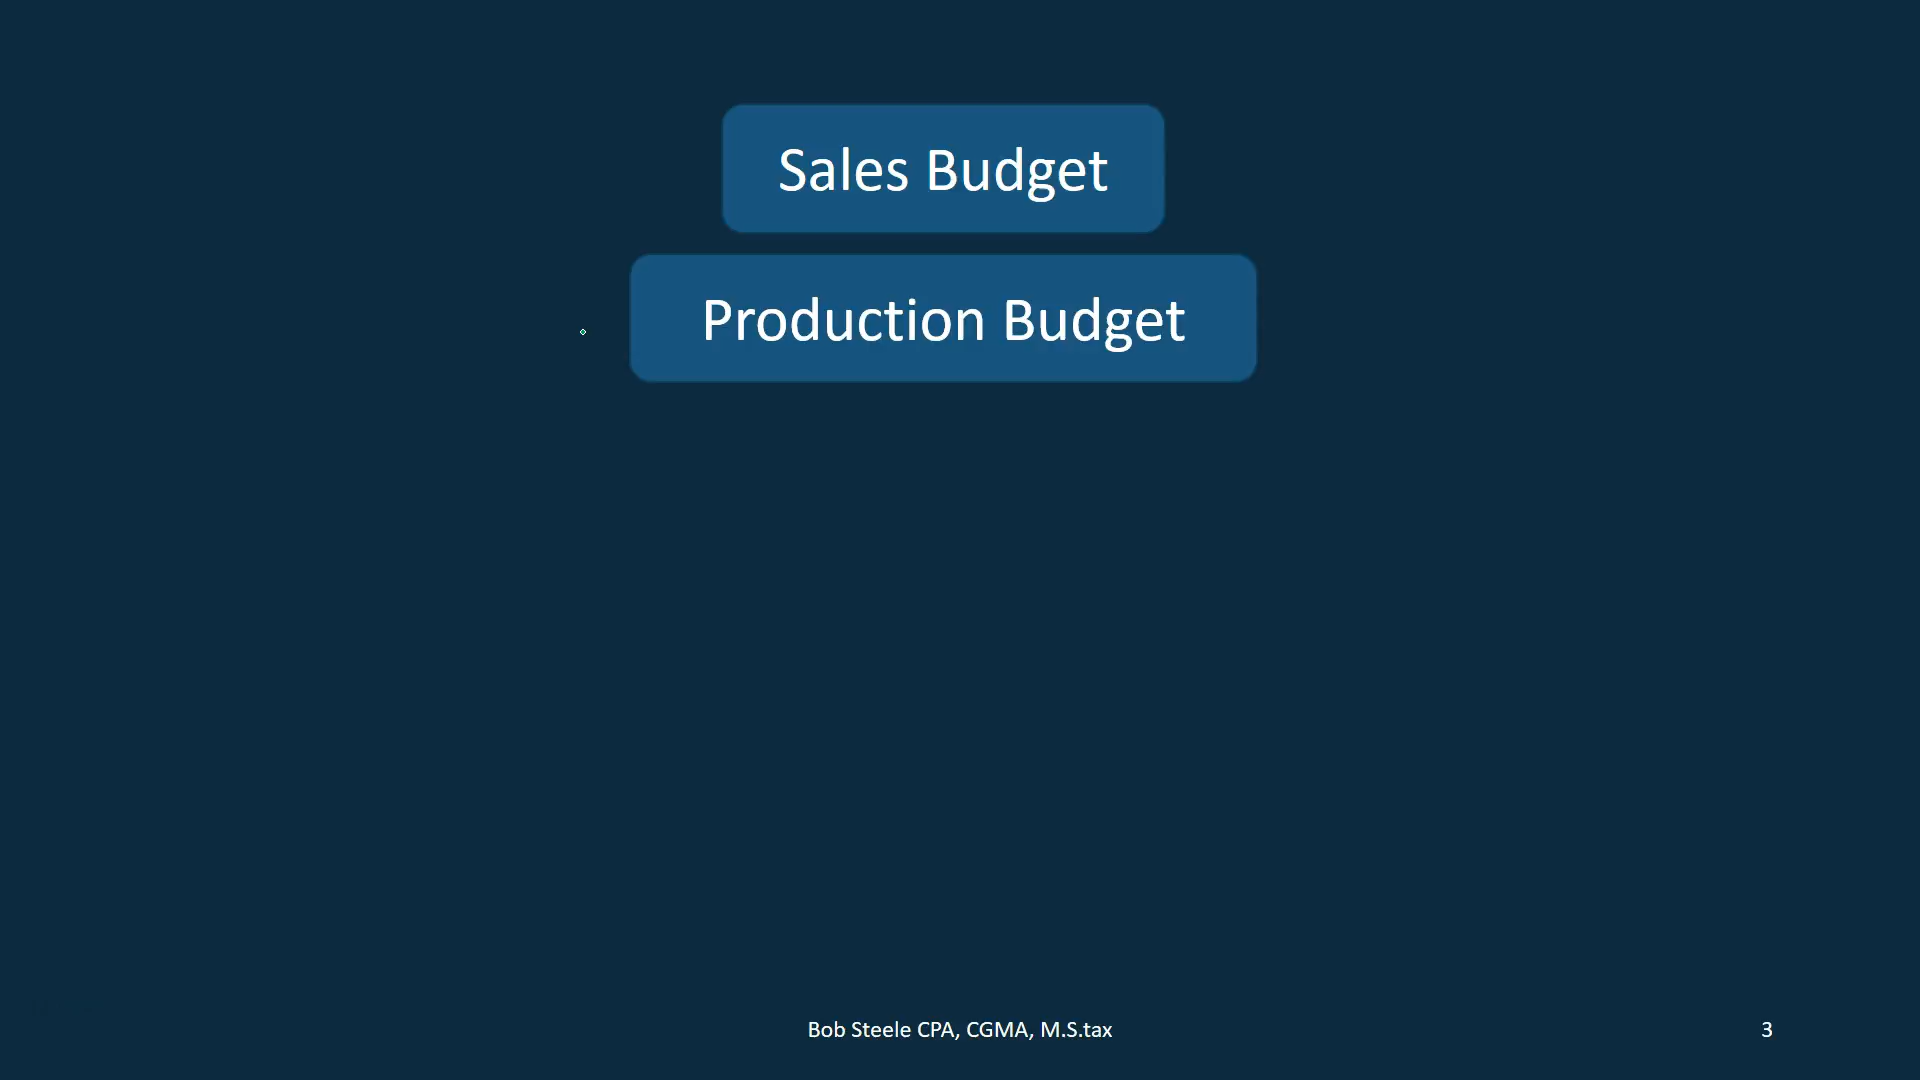 Sales Budget
Production Budget
Bob Steele CPA, CGMA, M.S.tax
3